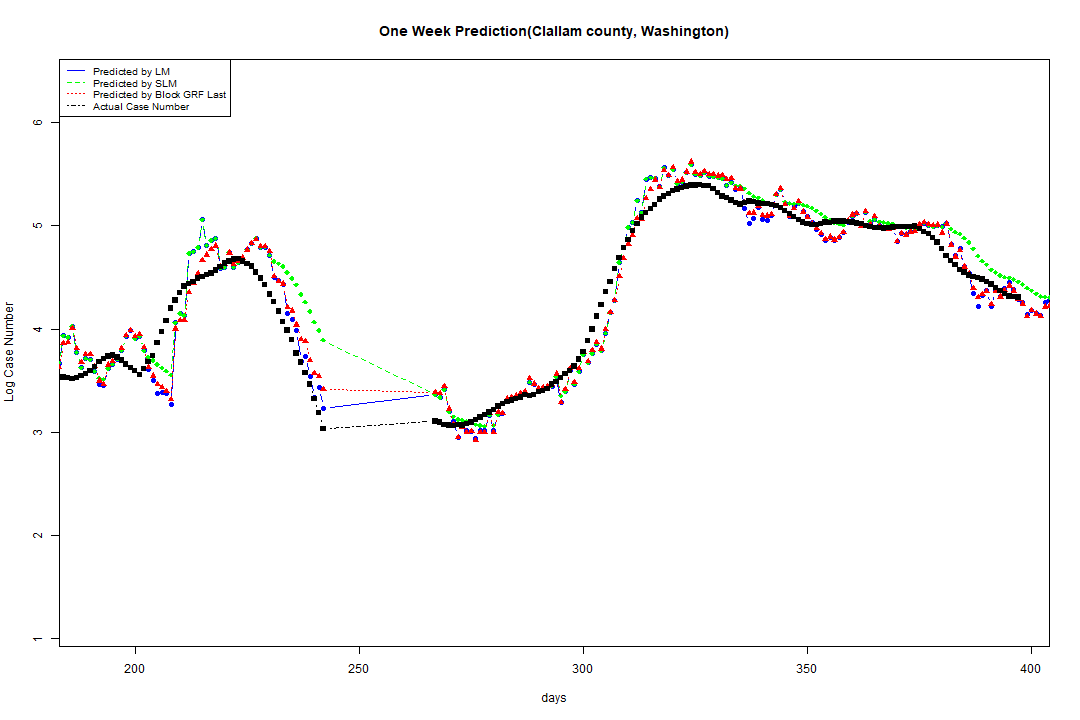 One Week Prediction(Clallam county, Washington)
Predicted by LM
Predicted by SLM
Predicted by Block GRF Last
Actual Case Number
Log Case Number
6
5
4
3
2
1
200 250 300 350 400
days